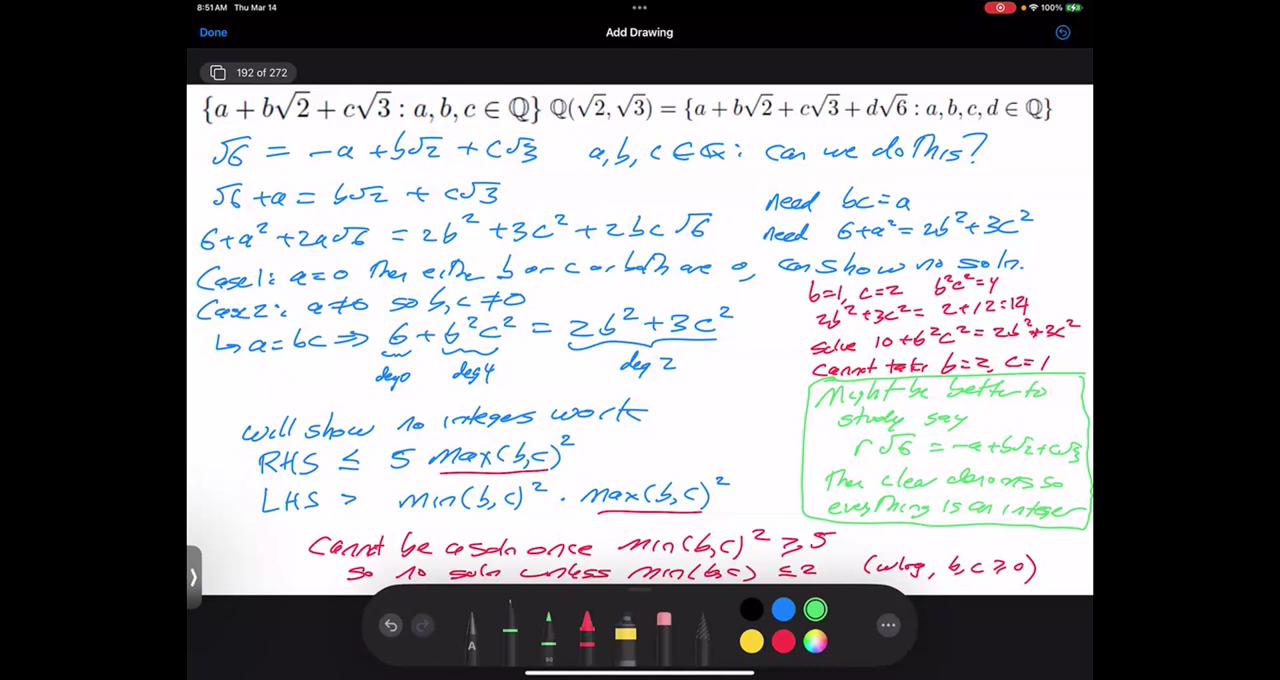 8:51 AM Thu Mar 14
100%
Done
Add Drawing
192 of 272
{a + b√2 + c√3 : a, b, c ∈ ℚ} ℚ(√2, √3) = {a + b√2 + c√3 + d√6 : a, b, c, d ∈ ℚ}
√6 = -a + b√2 + c√3 a, b, c ∈ ℚ: can we do this?
√6 + a = b√2 + c√3
need bc = a
6 + a² + 2a√6 = 2b² + 3c² + 2bc√6
need 6 + a² = 2b² + 3c²
Case 1: a=0 then either b or c or both are 0, can show no soln.
Case 2: a≠0 so b, c ≠ 0
↳ a = bc ⇒ 6 + b²c² = 2b² + 3c²
deg 0 deg 4 deg 2
b=1, c=2 b²c² = 4
2b² + 3c² = 2 + 12 = 14
solve 10 + b²c² = 2b² + 3c²
Cannot take b=2, c=1
Might be better to
study say
r√6 = -a + b√2 + c√3
Then clear denoms so
everything is an integer
will show no integers work
RHS ≤ 5 max(b,c)²
LHS > min(b,c)² · max(b,c)²
Cannot be a soln once min(b,c)² ≥ 5
so no soln unless min(b,c) ≤ 2 (wlog, b, c ≥ 0)
A